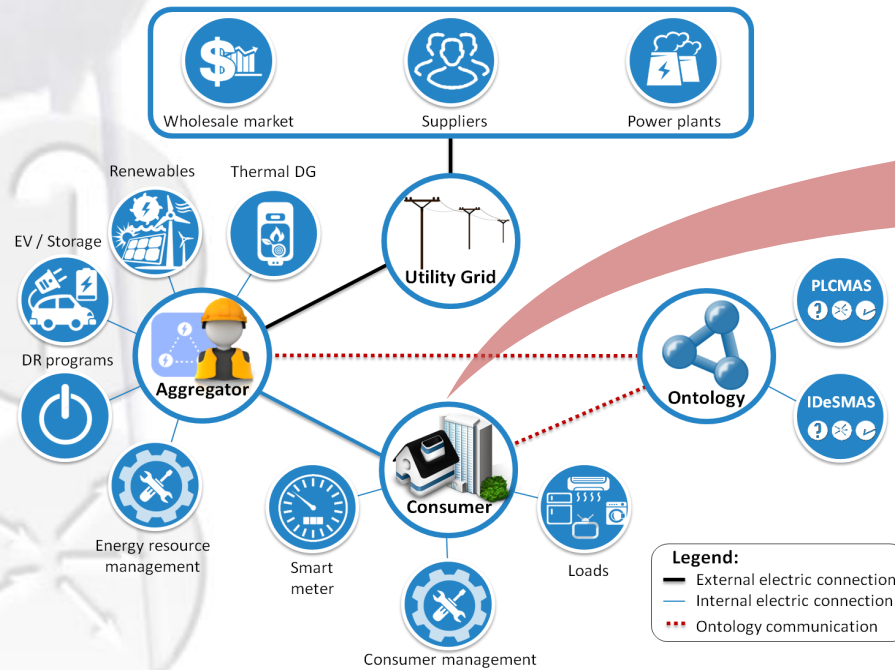 Wholesale market
Suppliers
Power plants
Renewables
Thermal DG
EV / Storage
Utility Grid
PLCMAS
DR programs
Aggregator
Ontology
IDeSMAS
Consumer
Energy resource
management
Smart
meter
Loads
Consumer management
Legend:
External electric connection
Internal electric connection
Ontology communication